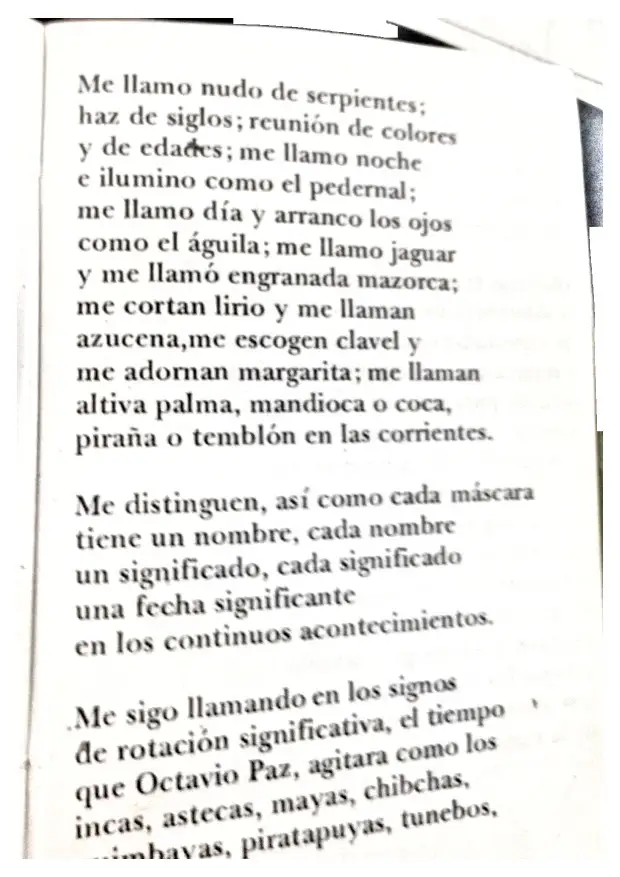 Me llamo nudo de serpientes;
haz de siglos; reunión de colores
y de edades; me llamo noche
e ilumino como el pedernal;
me llamo día y arranco los ojos
como el águila; me llamo jaguar
y me llamó engranada mazorca;
me cortan lirio y me llaman
azucena,me escogen clavel y
me adornan margarita; me llaman
altiva palma, mandioca o coca,
piraña o temblón en las corrientes.
Me distinguen, así como cada máscara
tiene un nombre, cada nombre
un significado, cada significado
una fecha significante
en los continuos acontecimientos.
Me sigo llamando en los signos
de rotación significativa, el tiempo
que Octavio Paz, agitara como los
incas, astecas, mayas, chibchas,
piratapuyas, tunebos,